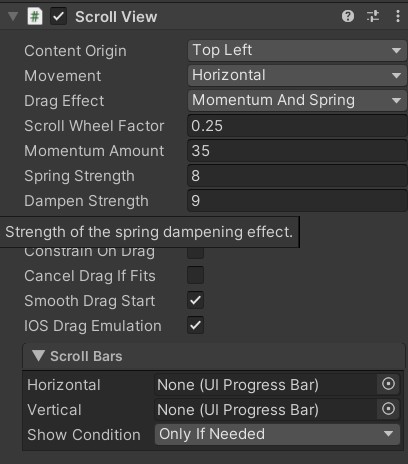 Scroll View
Content Origin Top Left
Movement Horizontal
Drag Effect Momentum And Spring
Scroll Wheel Factor 0.25
Momentum Amount 35
Spring Strength 8
Dampen Strength 9
Strength of the spring dampening effect.
Constrain On Drag
Cancel Drag If Fits
Smooth Drag Start
IOS Drag Emulation
Scroll Bars
Horizontal None (UI Progress Bar)
Vertical None (UI Progress Bar)
Show Condition Only If Needed